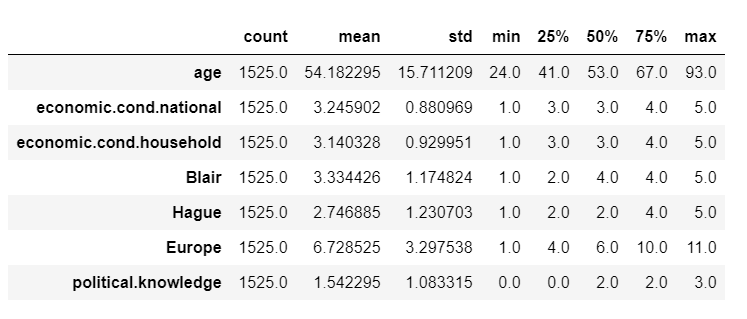 count mean std min 25% 50% 75% max
age 1525.0 54.182295 15.711209 24.0 41.0 53.0 67.0 93.0
economic.cond.national 1525.0 3.245902 0.880969 1.0 3.0 3.0 4.0 5.0
economic.cond.household 1525.0 3.140328 0.929951 1.0 3.0 3.0 4.0 5.0
Blair 1525.0 3.334426 1.174824 1.0 2.0 4.0 4.0 5.0
Hague 1525.0 2.746885 1.230703 1.0 2.0 2.0 4.0 5.0
Europe 1525.0 6.728525 3.297538 1.0 4.0 6.0 10.0 11.0
political.knowledge 1525.0 1.542295 1.083315 0.0 0.0 2.0 2.0 3.0